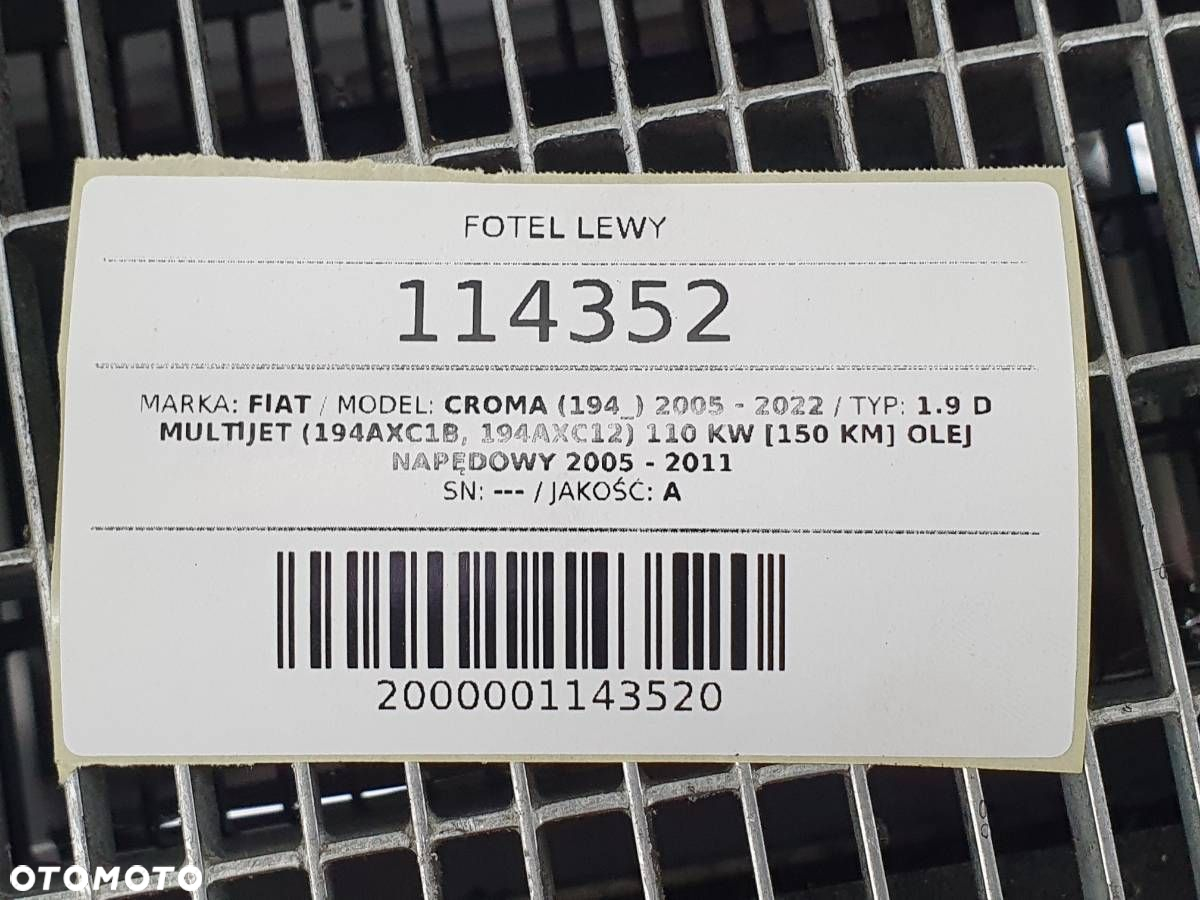 FOTEL LEWY
114352
MARKA: FIAT / MODEL: CROMA (194_) 2005 - 2022 / TYP: 1.9 D
MULTIJET (194AXC1B, 194AXC12) 110 KW [150 KM] OLEJ
NAPĘDOWY 2005 - 2011
SN: --- / JAKOŚĆ: A
2000001143520
OTOMOTO